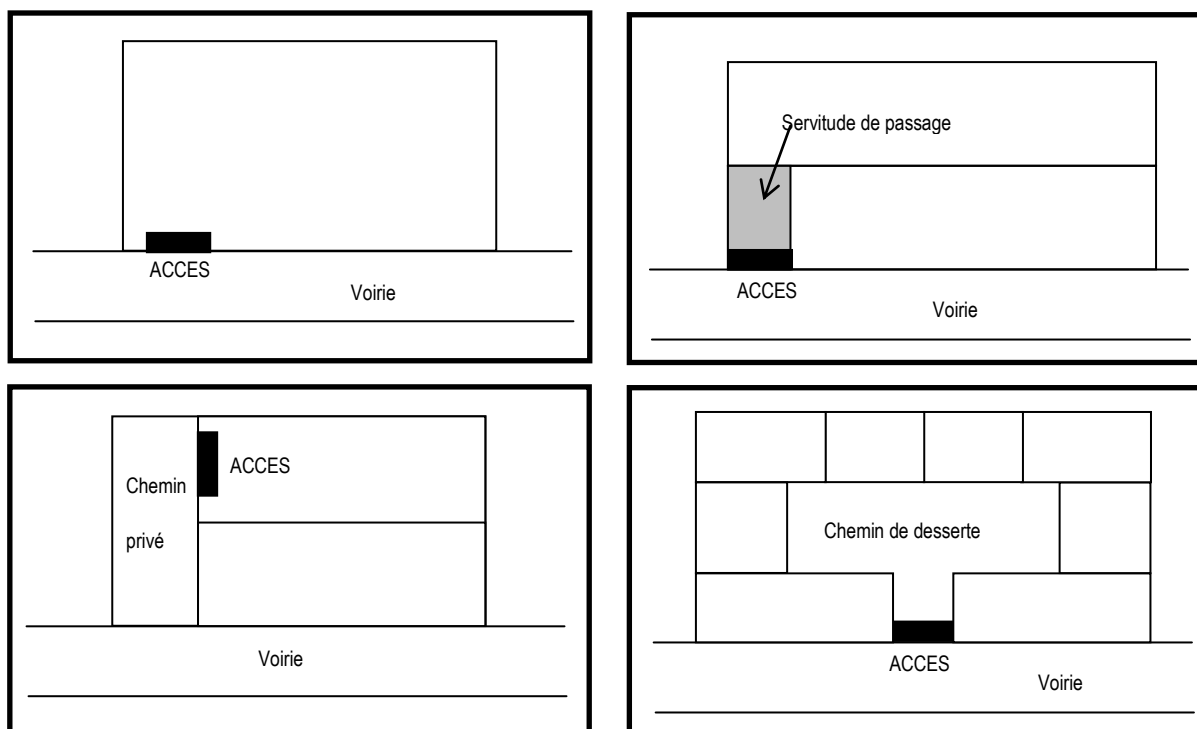 ACCES
Voirie
Servitude de passage
ACCES
Voirie
Chemin
privé
ACCES
Voirie
Chemin de desserte
ACCES
Voirie